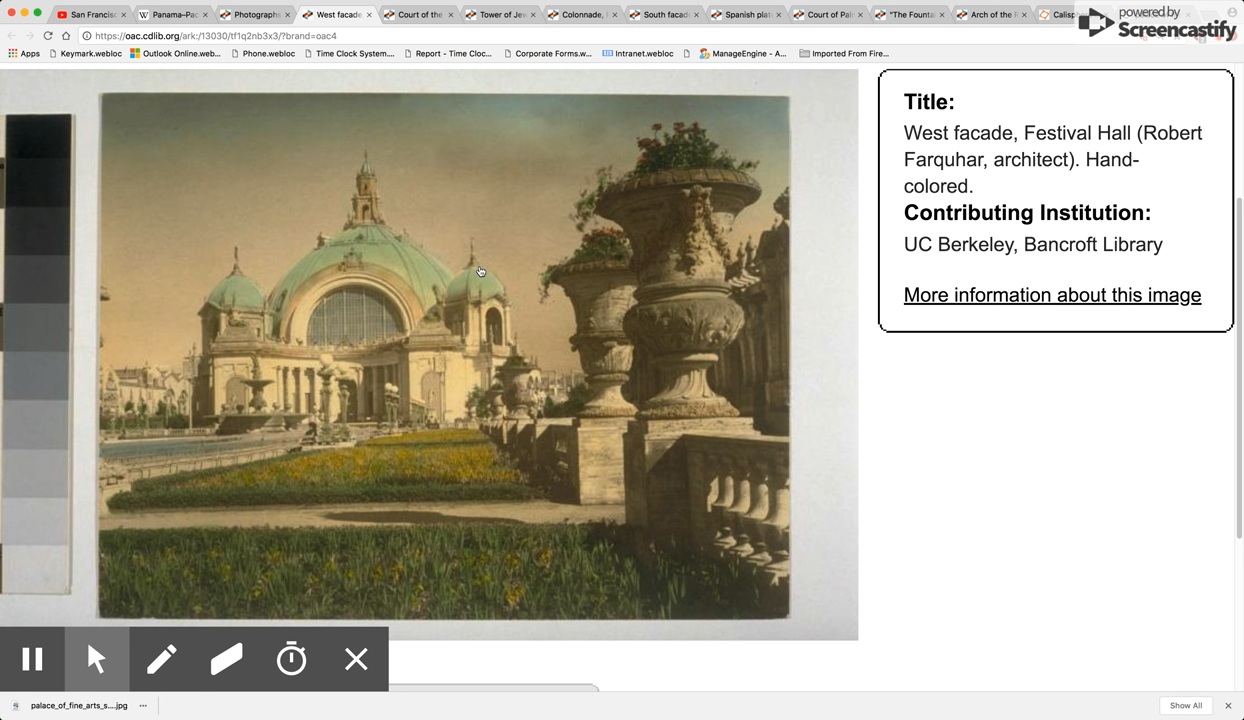 San Francisc
Panama–Pac
Photographs
West facade,
Court of the
Tower of Jew
Colonnade,
South facade
Spanish plat
Court of Pal
"The Founta
Arch of the R
Calisp
powered by
Screencastify
https://oac.cdlib.org/ark:/13030/tf1q2nb3x3/?brand=oac4
Apps
Keymark.webloc
Outlook Online.web...
Phone.webloc
Time Clock System....
Report - Time Cloc...
Corporate Forms.w...
Intranet.webloc
ManageEngine - A...
Imported From Fire...
Title:
West facade, Festival Hall (Robert
Farquhar, architect). Hand-
colored.
Contributing Institution:
UC Berkeley, Bancroft Library
More information about this image
palace_of_fine_arts_s....jpg
Show All